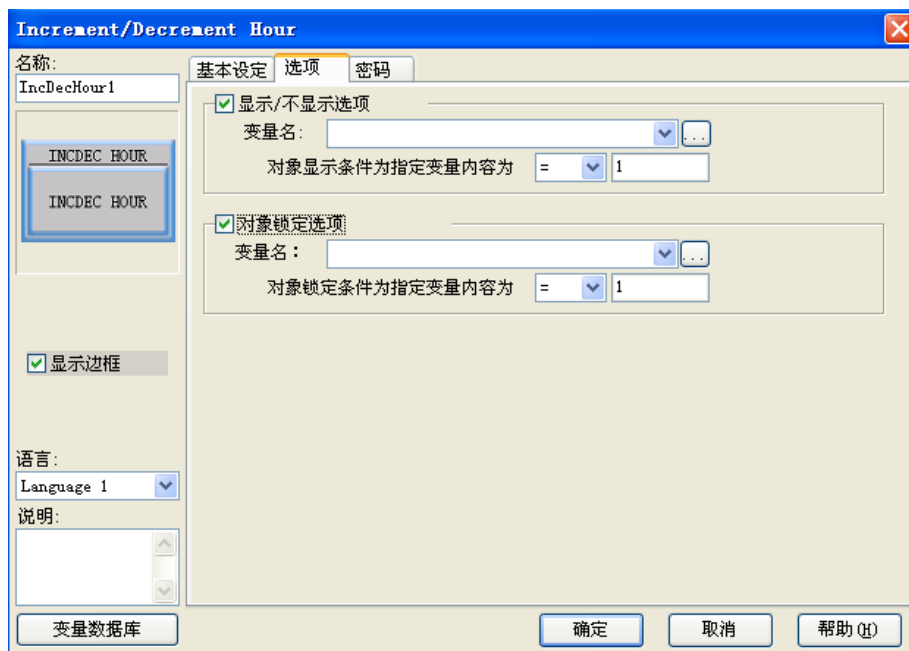 Increment/Decrement Hour
名称:
IncDecHour1
INCDEC HOUR
INCDEC HOUR
显示边框
语言:
Language 1
说明:
变量数据库
基本设定 选项 密码
显示/不显示选项
变量名: ...
对象显示条件为指定变量内容为 = 1
对象锁定选项
变量名： ...
对象锁定条件为指定变量内容为 = 1
确定 取消 帮助(H)